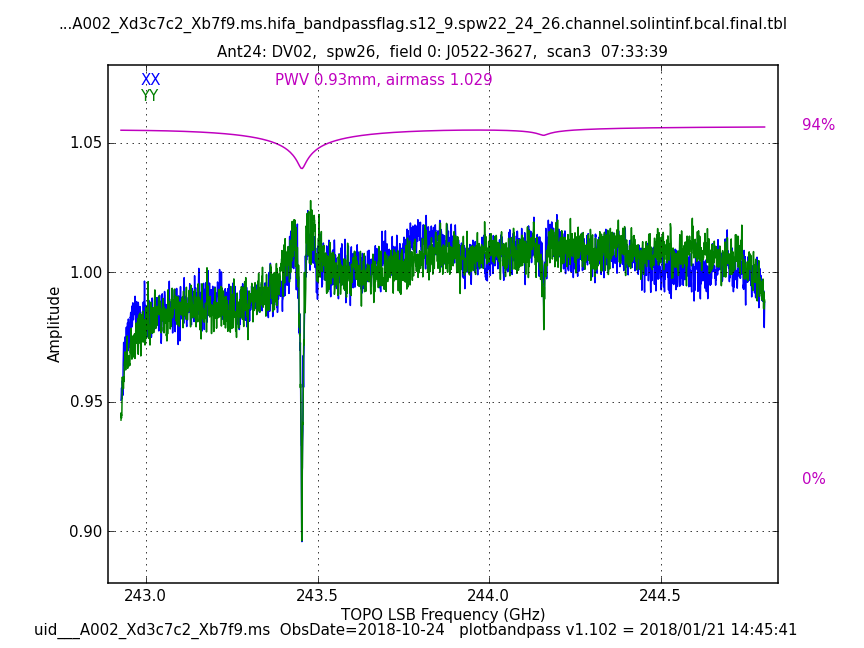 ...A002_Xd3c7c2_Xb7f9.ms.hifa_bandpassflag.s12_9.spw22_24_26.channel.solintinf.bcal.final.tbl
Ant24: DV02,  spw26,  field 0: J0522-3627,  scan3  07:33:39
XX
PWV 0.93mm, airmass 1.029
YY
94%
0%
1.05
1.00
0.95
0.90
Amplitude
243.0 243.5 244.0 244.5
TOPO LSB Frequency (GHz)
uid___A002_Xd3c7c2_Xb7f9.ms  ObsDate=2018-10-24   plotbandpass v1.102 = 2018/01/21 14:45:41